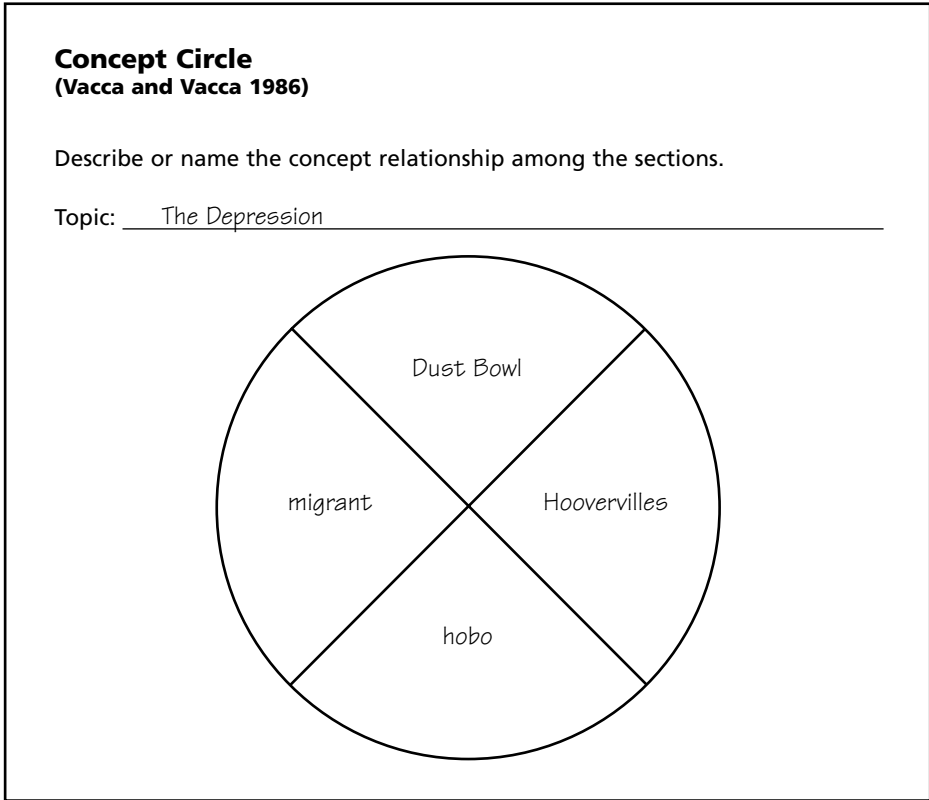 Concept Circle
(Vacca and Vacca 1986)
Describe or name the concept relationship among the sections.
Topic: The Depression
Dust Bowl
migrant
Hoovervilles
hobo